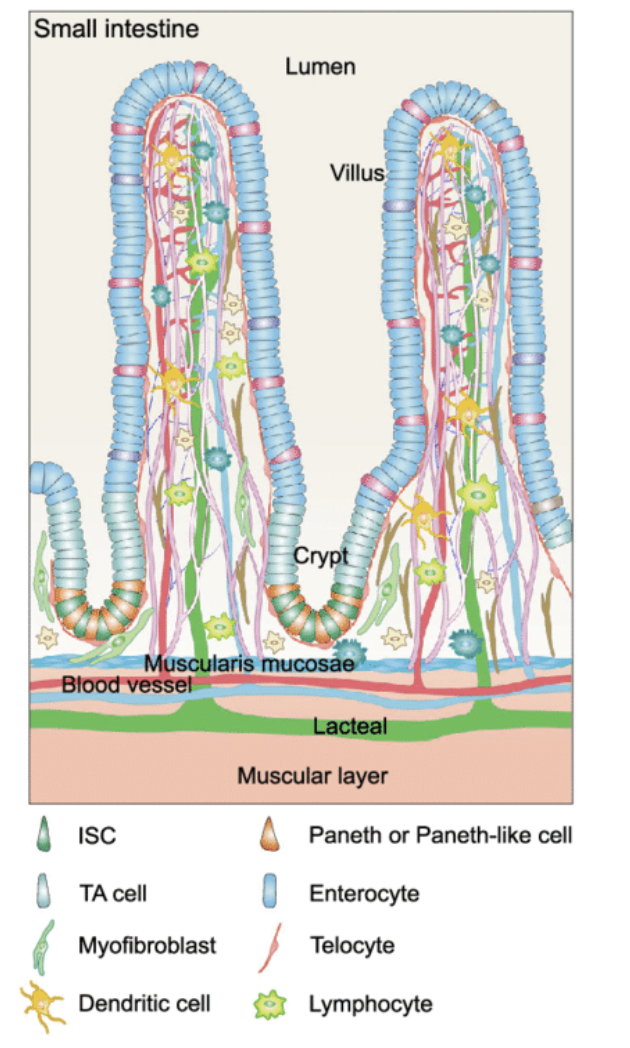 Small intestine
Lumen
Villus
Crypt
Muscularis mucosae
Blood vessel
Lacteal
Muscular layer
ISC
Paneth or Paneth-like cell
TA cell
Enterocyte
Myofibroblast
Telocyte
Dendritic cell
Lymphocyte